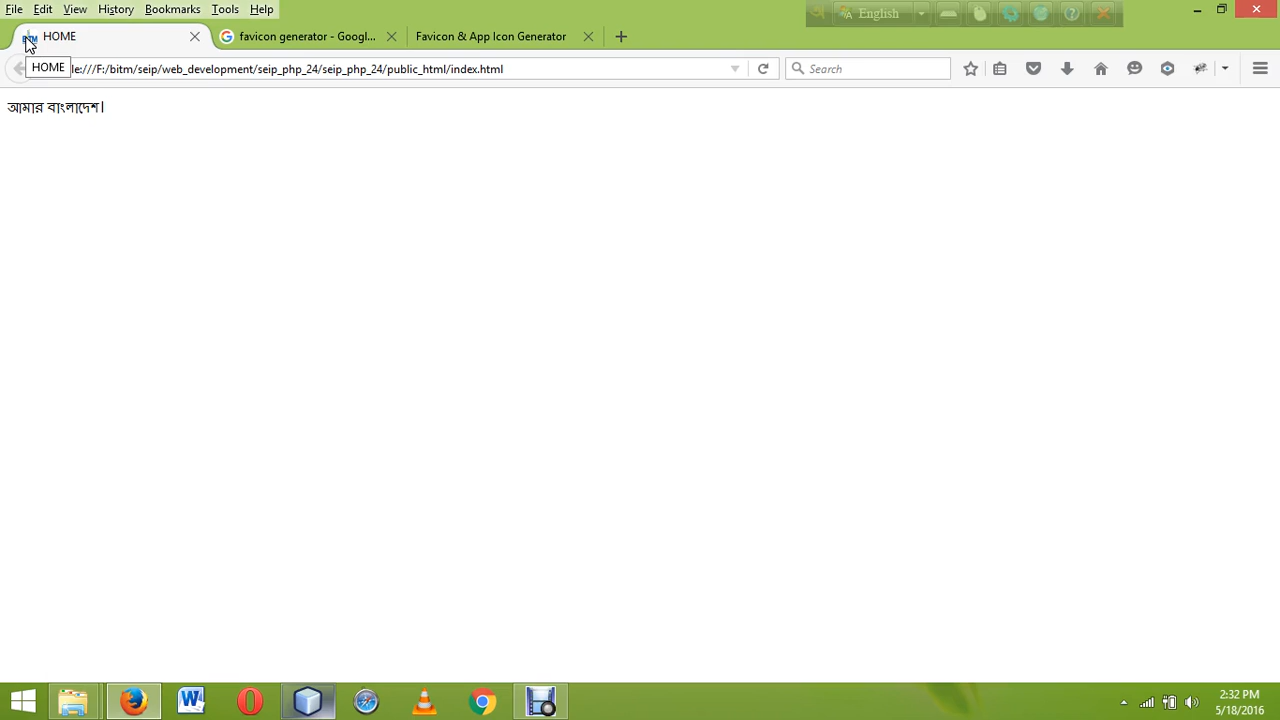 File Edit View History Bookmarks Tools Help
English
HOME
favicon generator - Googl...
Favicon & App Icon Generator
HOME
le:///F:/bitm/seip/web_development/seip_php_24/seip_php_24/public_html/index.html
Search
আমার বাংলাদেশ।
2:32 PM
5/18/2016